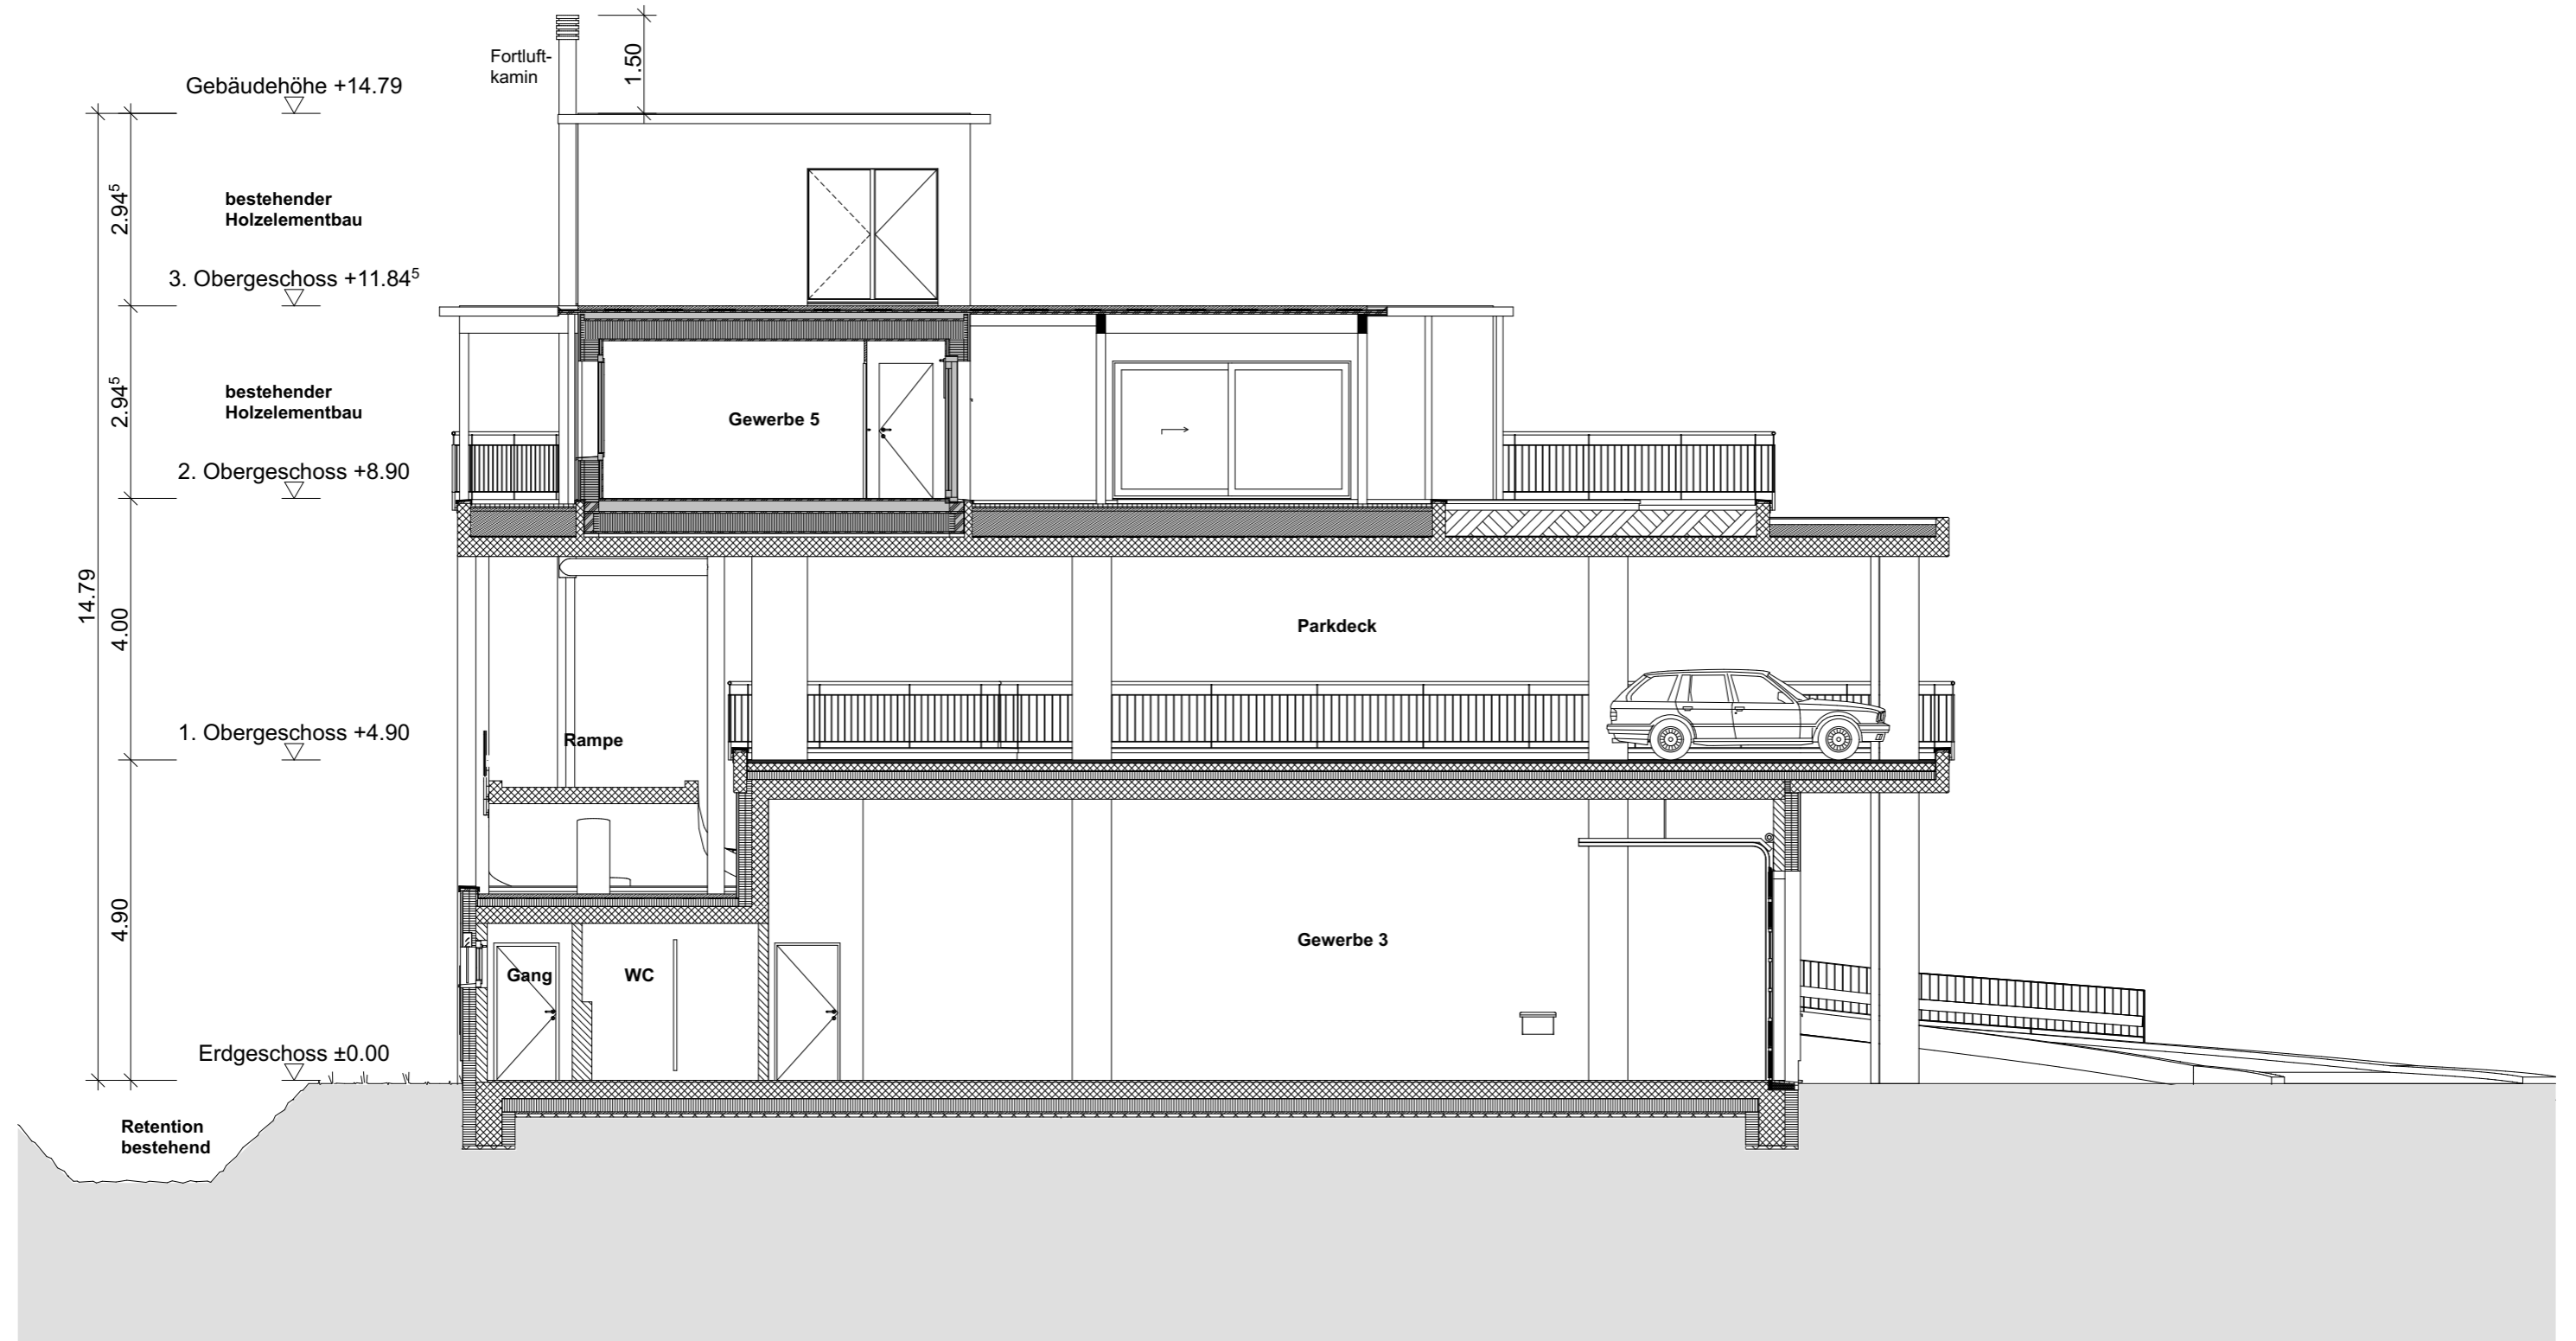 Fortluft-
kamin
1.50
Gebäudehöhe +14.79
2.94⁵
bestehender
Holzelementbau
3. Obergeschoss +11.84⁵
2.94⁵
bestehender
Holzelementbau
Gewerbe 5
2. Obergeschoss +8.90
14.79
4.00
Parkdeck
1. Obergeschoss +4.90
Rampe
4.90
Gewerbe 3
Gang
WC
Erdgeschoss ±0.00
Retention
bestehend